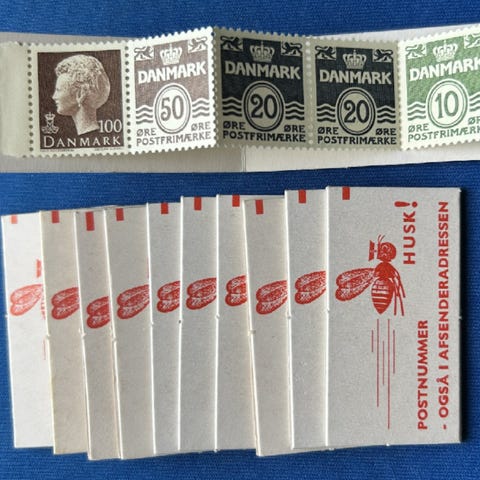 100
DANMARK
DANMARK
50
ØRE ØRE
POSTFRIMÆRKE
DANMARK
20
ØRE ØRE
POSTFRIMÆRKE
DANMARK
20
ØRE ØRE
POSTFRIMÆRKE
DANMARK
10
ØRE ØRE
POSTFRIMÆRKE
HUSK!
POSTNUMMER
- OGSÅ I AFSENDERADRESSEN